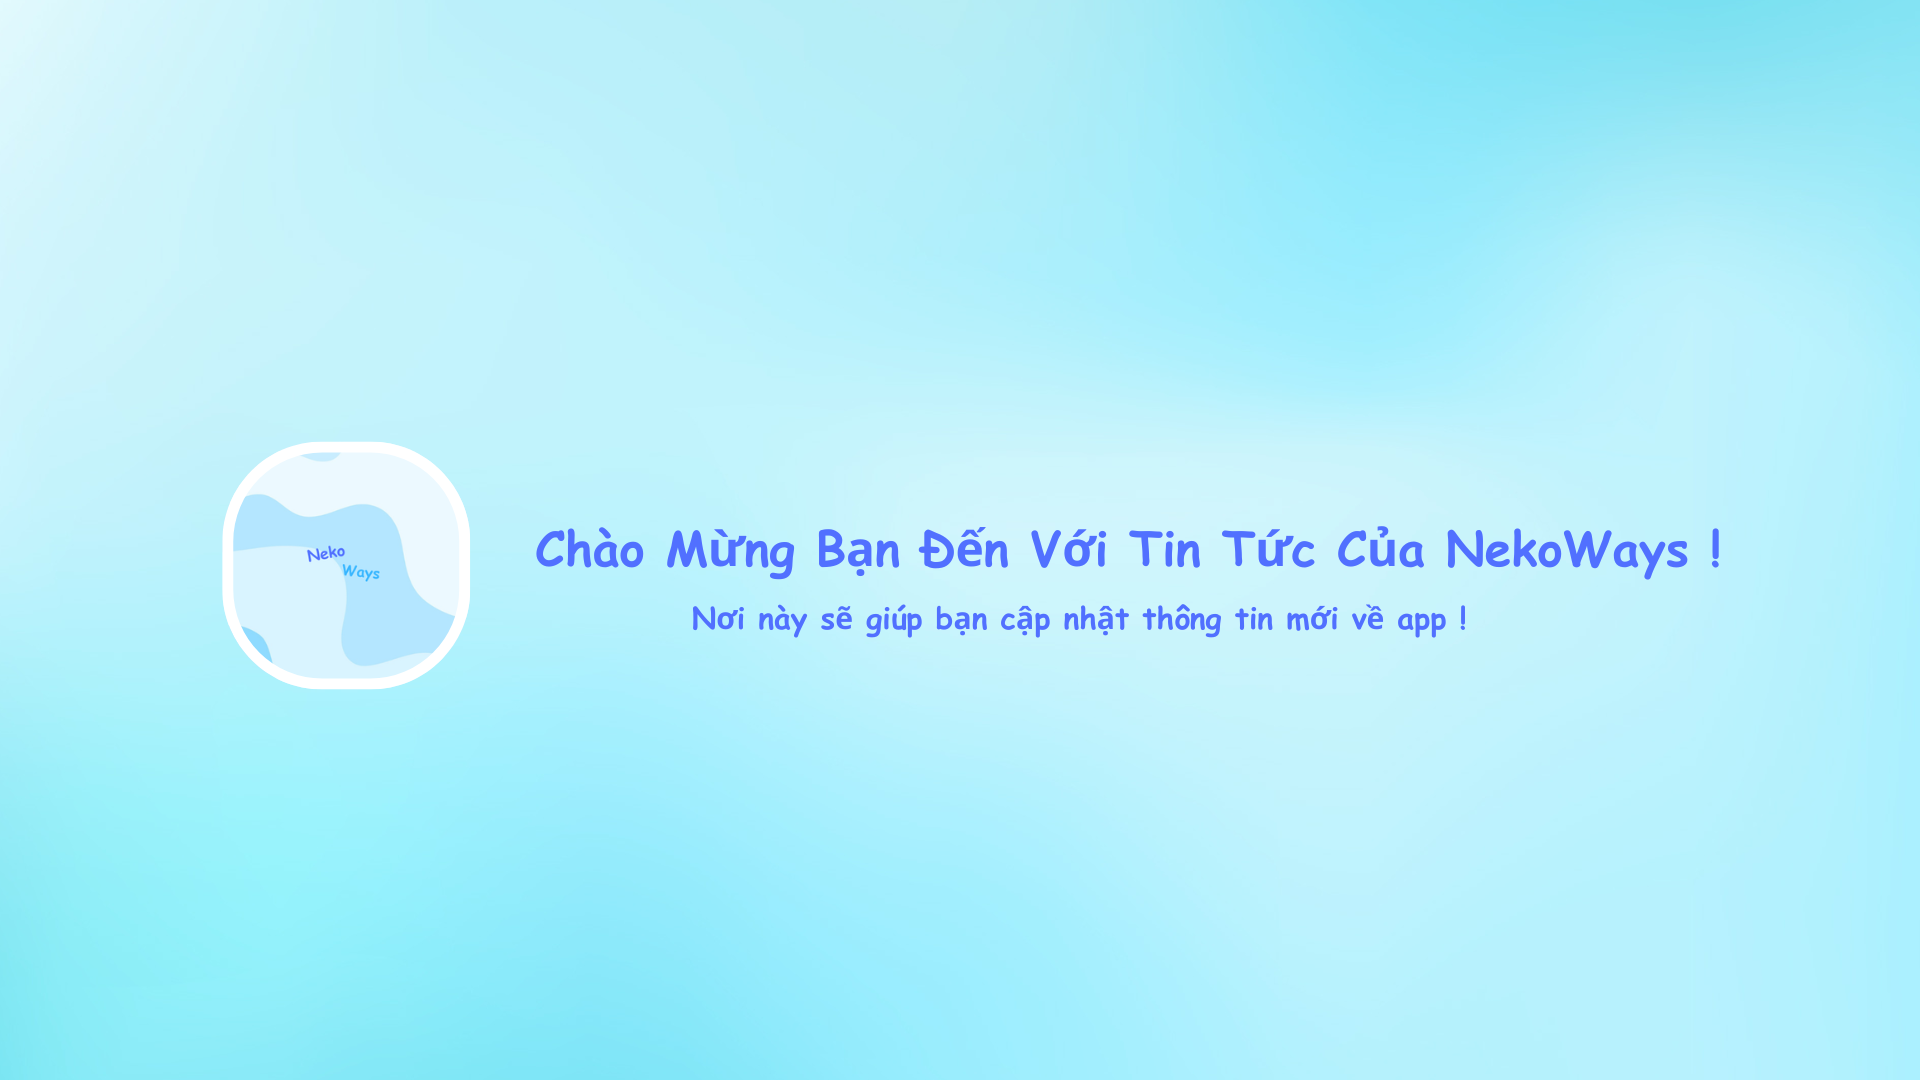 Neko
Ways
Chào Mừng Bạn Đến Với Tin Tức Của NekoWays !
Nơi này sẽ giúp bạn cập nhật thông tin mới về app !